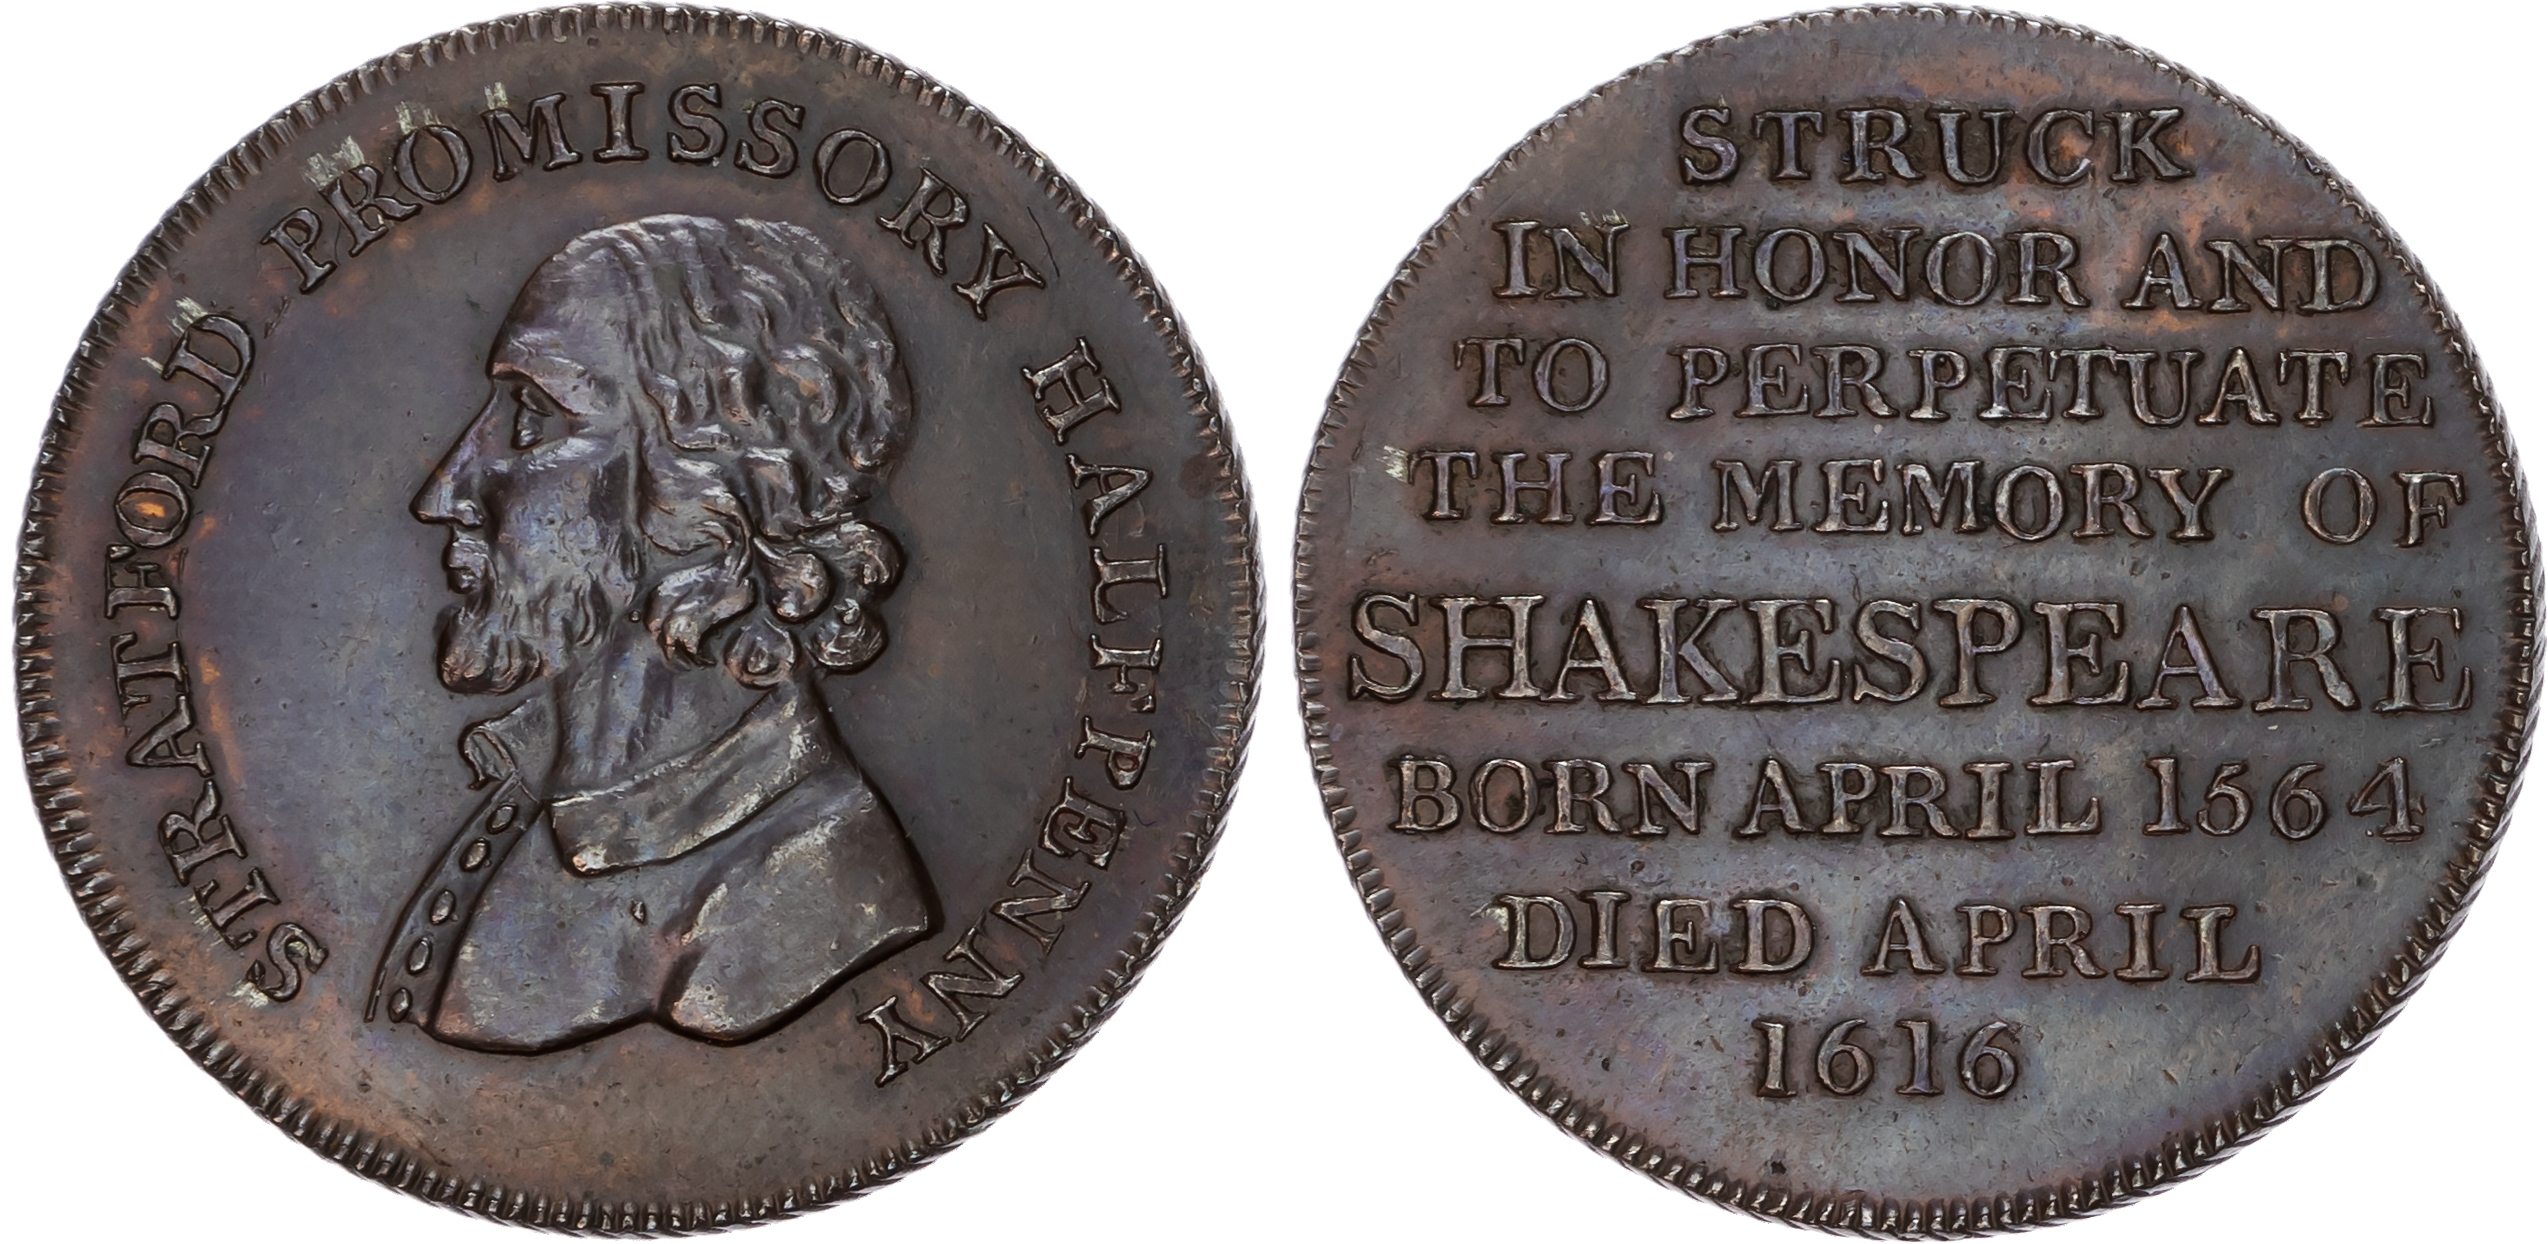 STRATFORD PROMISSORY HALFPENNY
STRUCK
IN HONOR AND
TO PERPETUATE
THE MEMORY OF
SHAKESPEARE
BORN APRIL 1564
DIED APRIL
1616